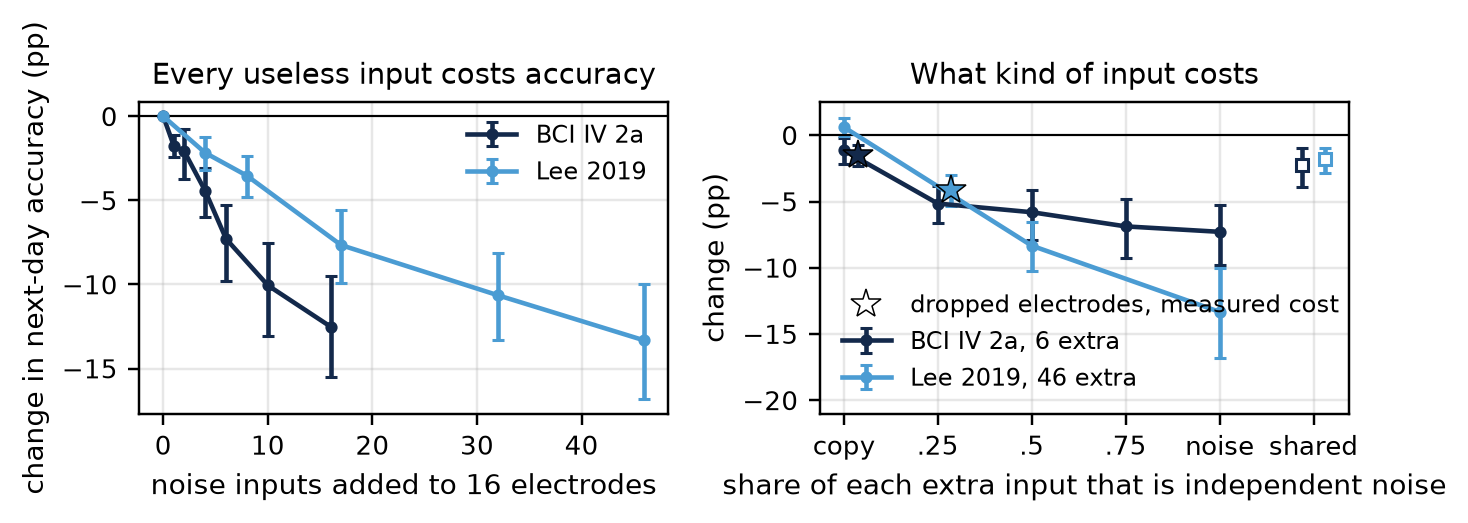 Every useless input costs accuracy
change in next-day accuracy (pp)
0
−5
−10
−15
BCI IV 2a
Lee 2019
0 10 20 30 40
noise inputs added to 16 electrodes
What kind of input costs
change (pp)
0
−5
−10
−15
−20
dropped electrodes, measured cost
BCI IV 2a, 6 extra
Lee 2019, 46 extra
copy .25 .5 .75 noise shared
share of each extra input that is independent noise